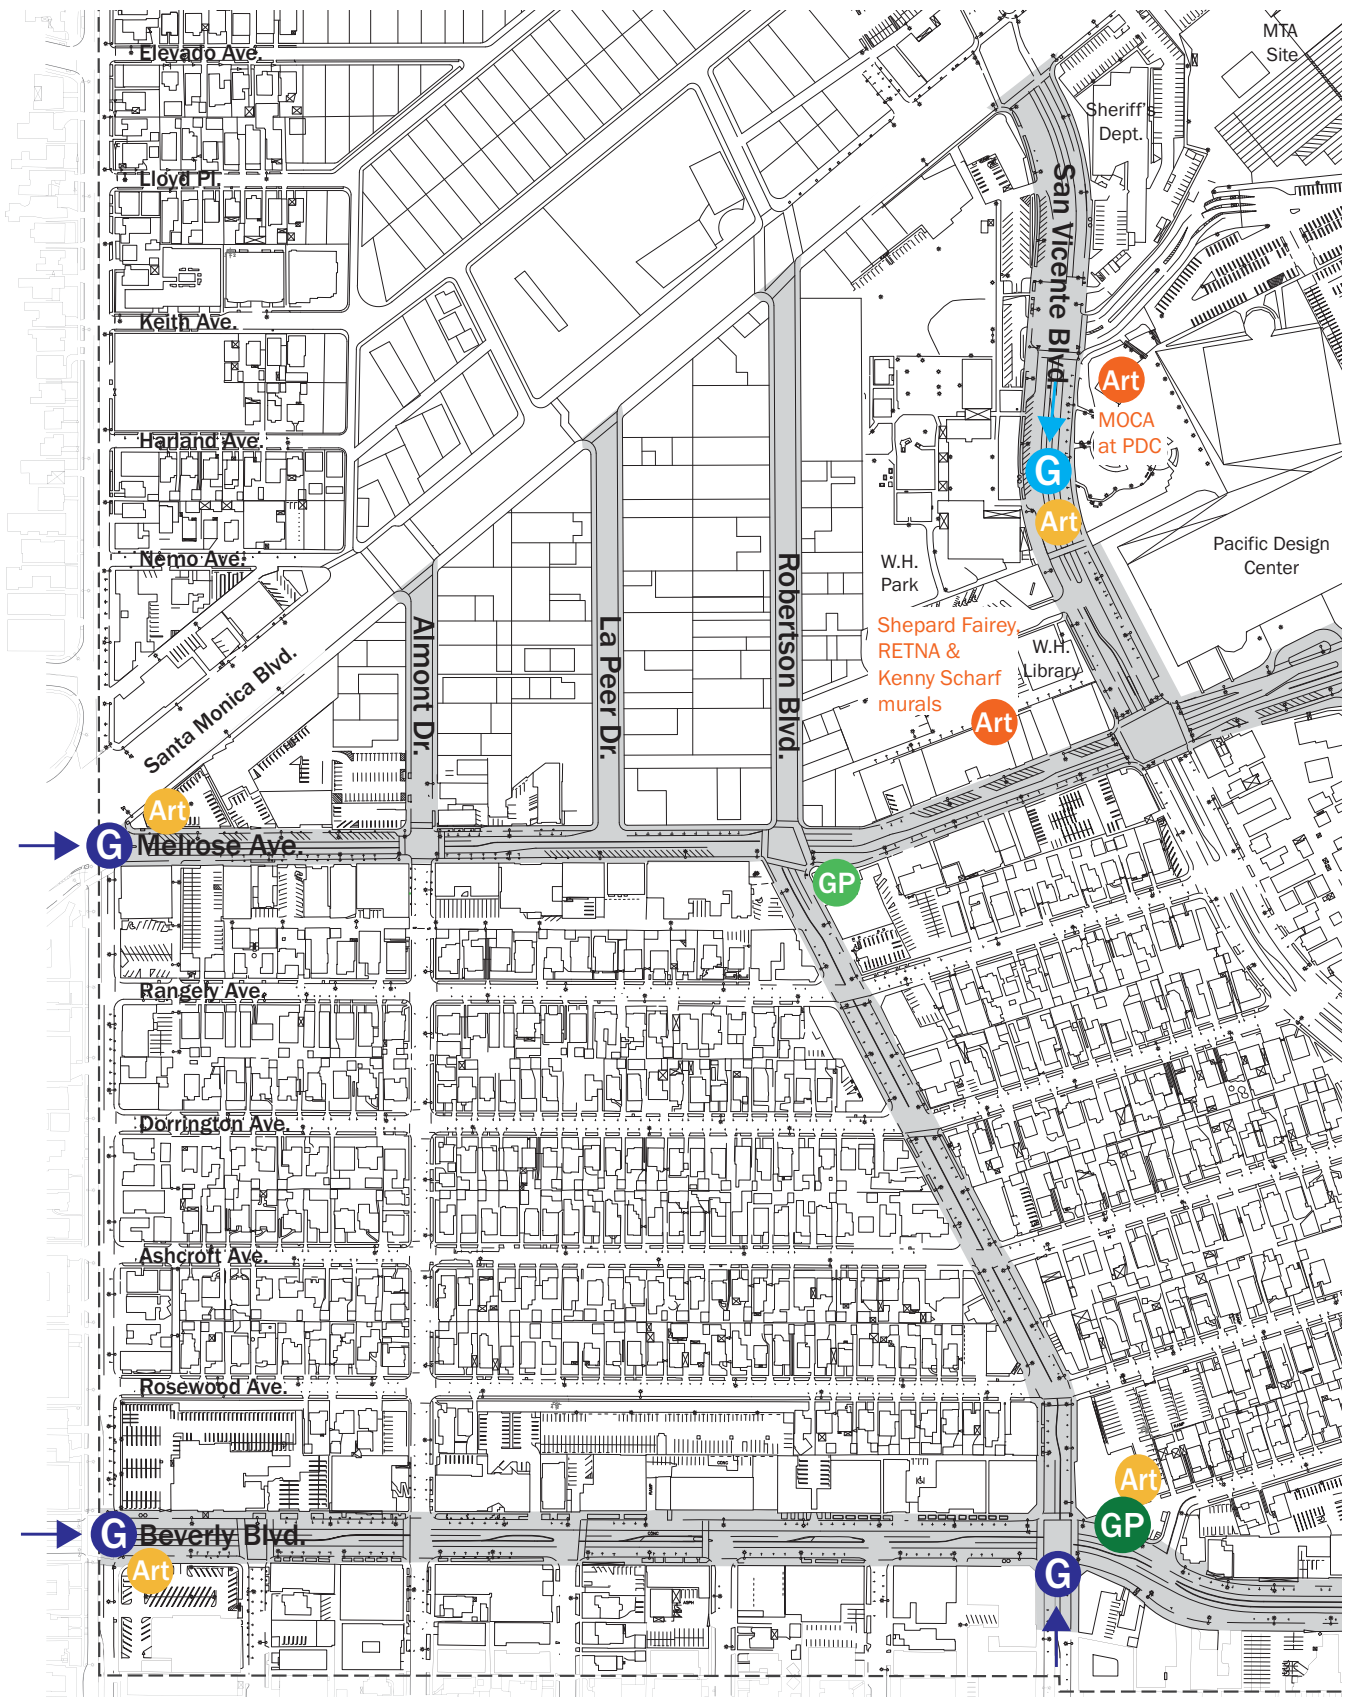 Elevado Ave.
MTA
Site
Sheriff's
Dept.
Lloyd Pl.
San Vicente Blvd.
Keith Ave.
Art
MOCA
at PDC
Harland Ave.
G
Art
Nemo Ave.
Pacific Design
Center
W.H.
Park
Almont Dr.
La Peer Dr.
Robertson Blvd.
Shepard Fairey,
RETNA &
Kenny Scharf
murals
W.H.
Library
Santa Monica Blvd.
Art
Art
G
Melrose Ave.
GP
Rangely Ave.
Dorrington Ave.
Ashcroft Ave.
Rosewood Ave.
Art
GP
G
Beverly Blvd.
Art
G